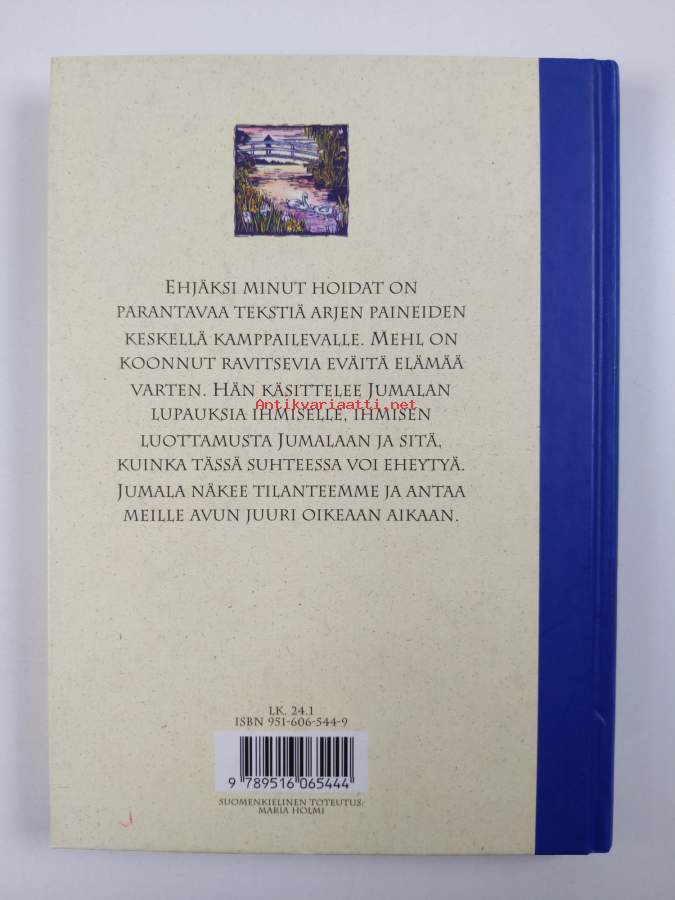 EHJÄKSI MINUT HOIDAT ON
PARANTAVAA TEKSTIÄ ARJEN PAINEIDEN
KESKELLÄ KAMPPAILEVALLE. MEHL ON
KOONNUT RAVITSEVIA EVÄITÄ ELÄMÄÄ
VARTEN. HÄN KÄSITTELEE JUMALAN
Antikvariaatti.net
LUPAUKSIA IHMISELLE, IHMISEN
LUOTTAMUSTA JUMALAAN JA SITÄ,
KUINKA TÄSSÄ SUHTEESSA VOI EHEYTYÄ.
JUMALA NÄKEE TILANTEEMME JA ANTAA
MEILLE AVUN JUURI OIKEAAN AIKAAN.
LK. 24.1
ISBN 951-606-544-9
9 789516 065444
SUOMENKIELINEN TOTEUTUS:
MARIA HOLMI